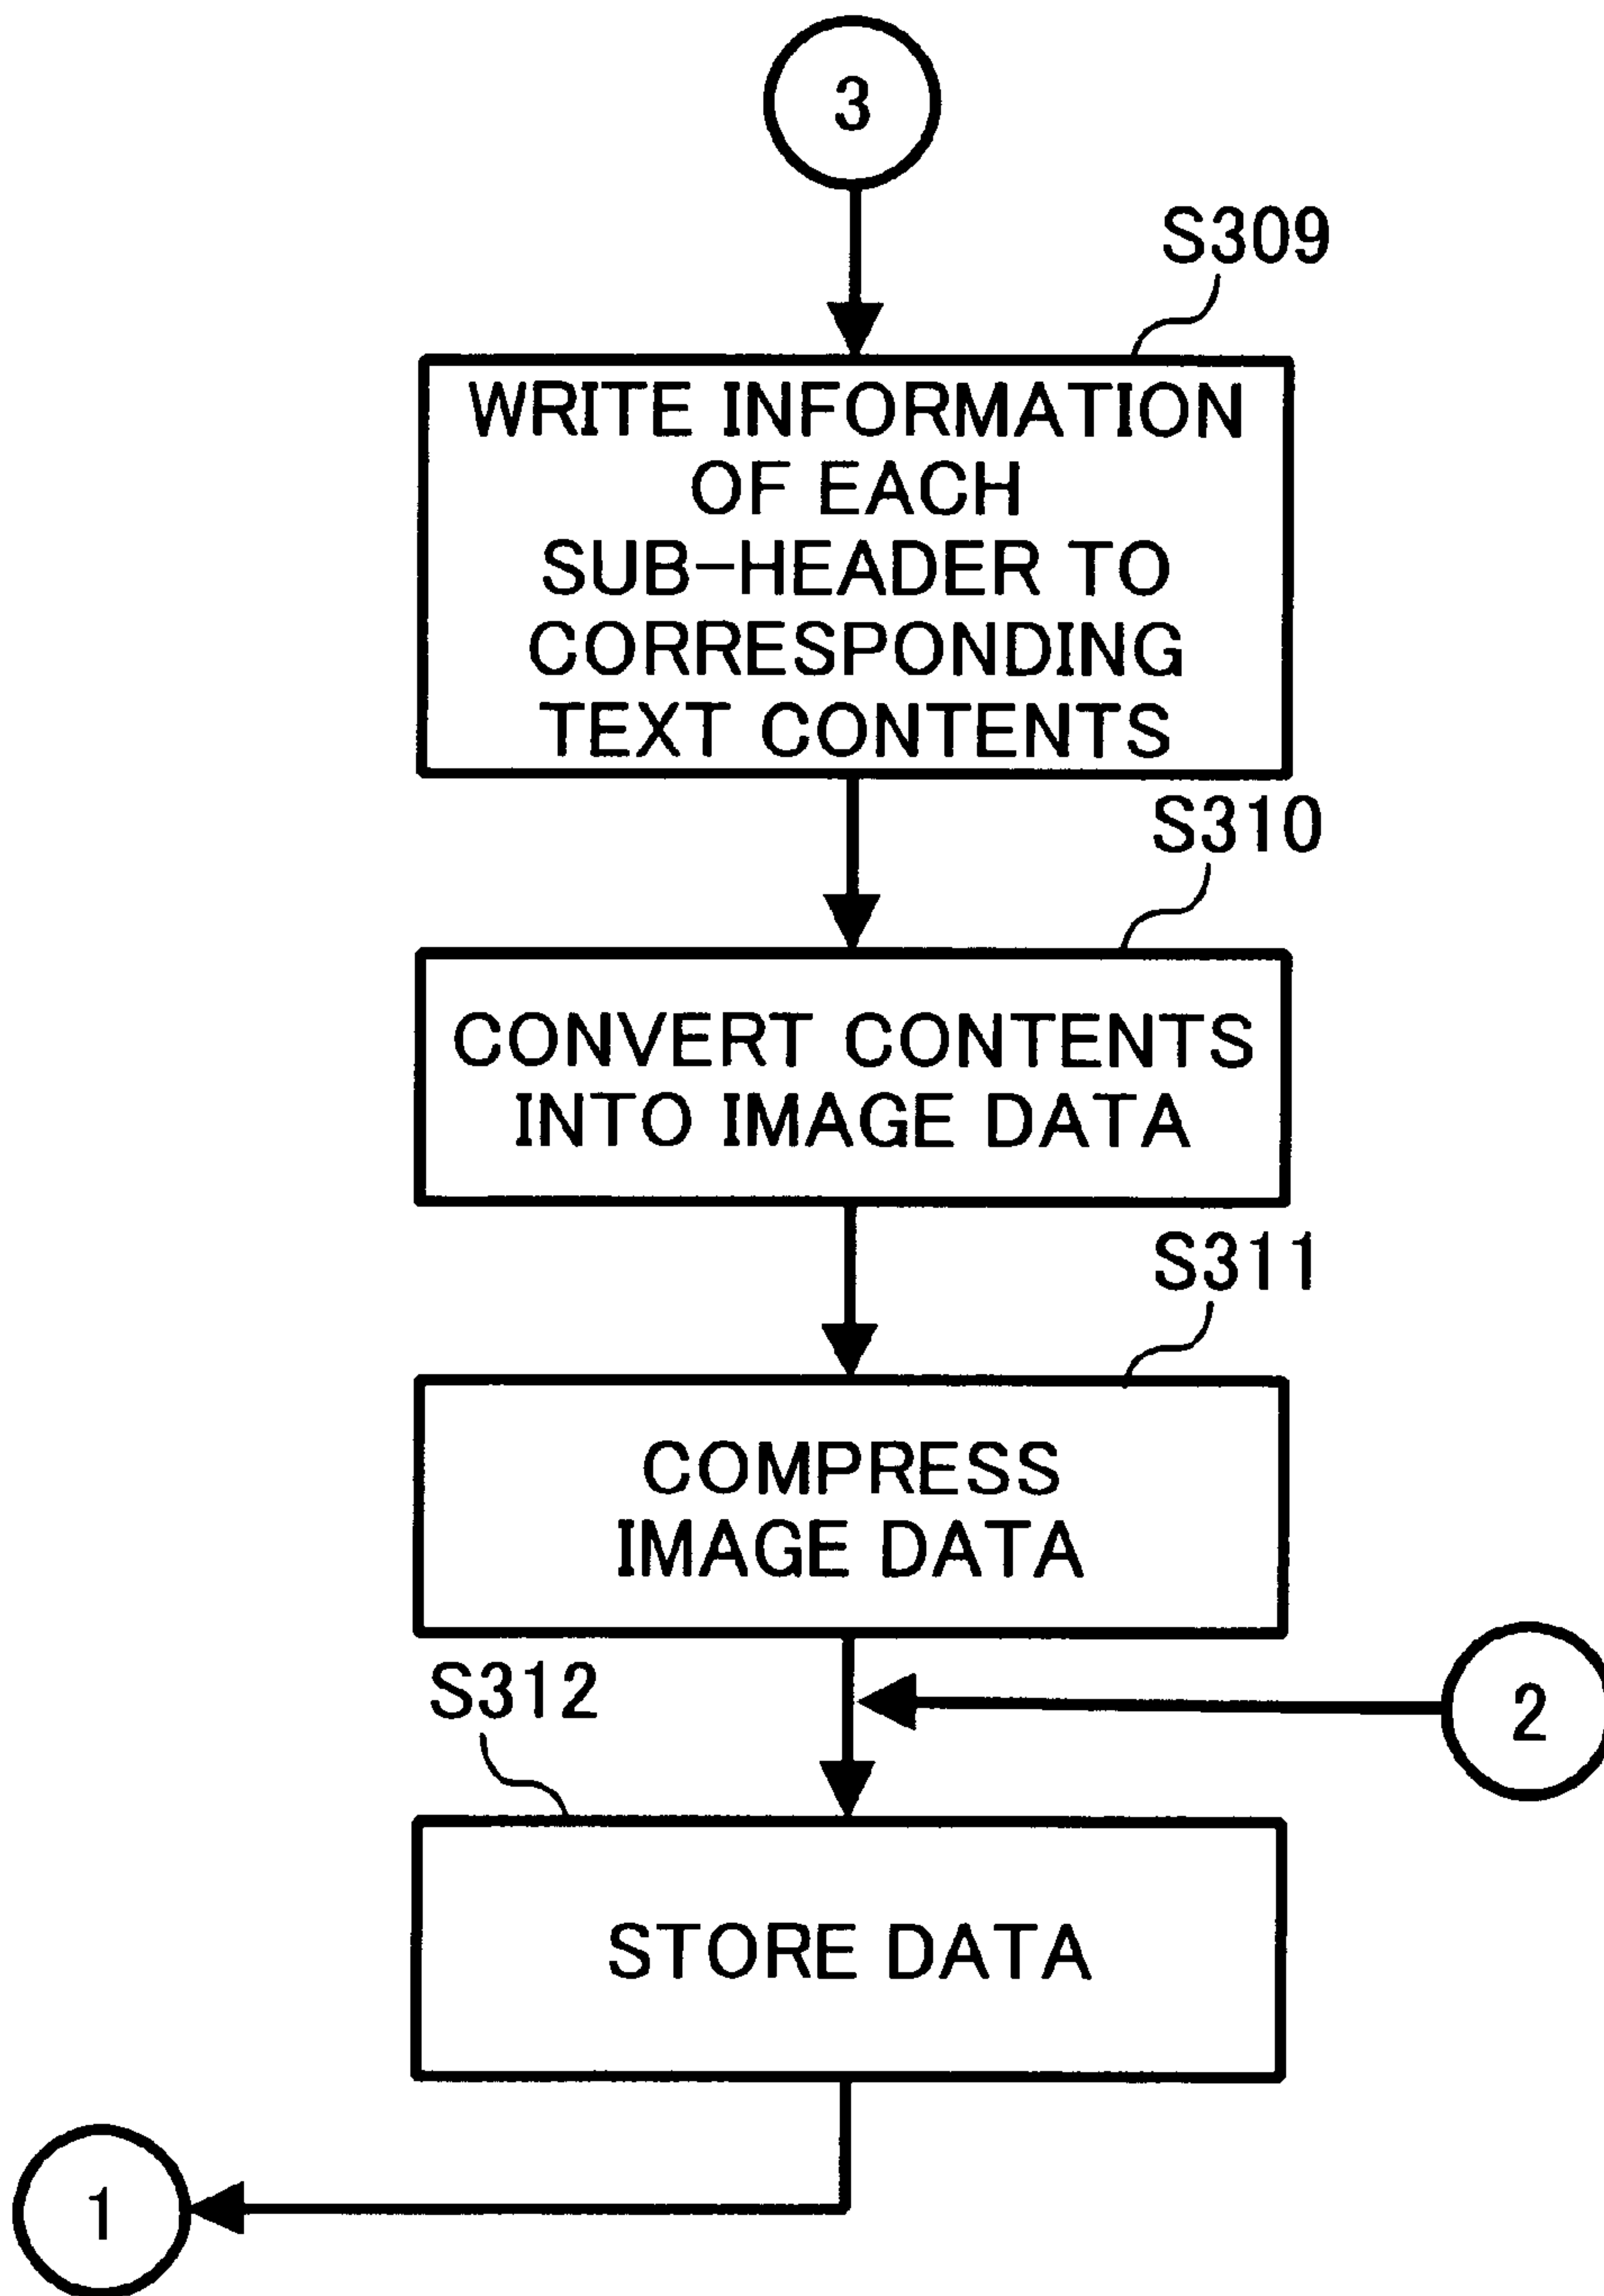 3
S309
WRITE INFORMATION
OF EACH
SUB-HEADER TO
CORRESPONDING
TEXT CONTENTS
S310
CONVERT CONTENTS
INTO IMAGE DATA
S311
COMPRESS
IMAGE DATA
S312
2
STORE DATA
1